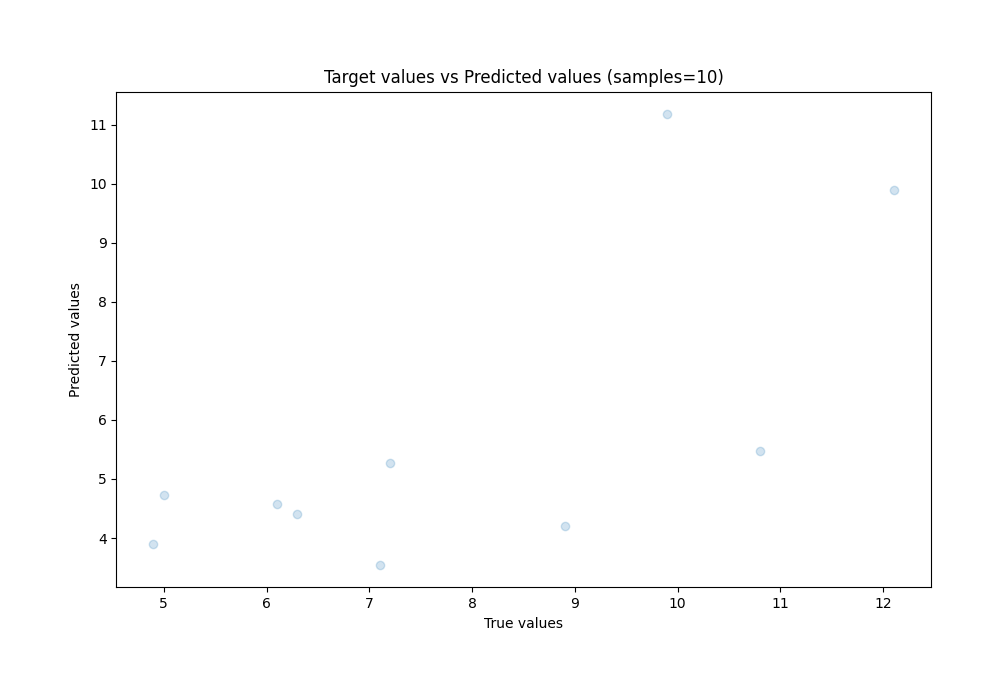 Target values vs Predicted values (samples=10)
11
10
9
8
7
6
5
4
Predicted values
5 6 7 8 9 10 11 12
True values